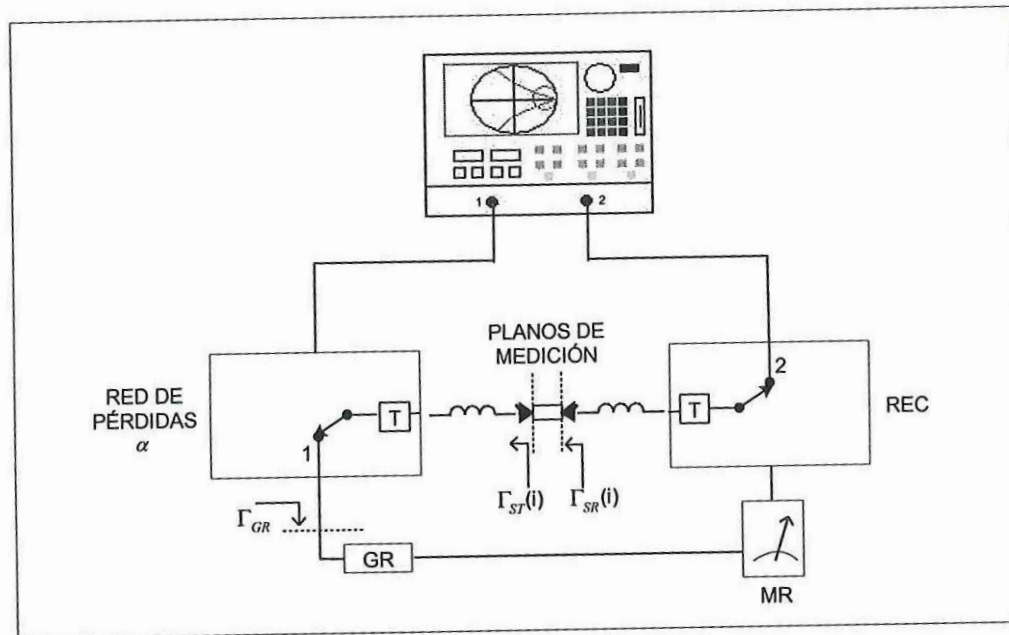 1
2
PLANOS DE
MEDICIÓN
RED DE
PÉRDIDAS
α
1
T
T
2
REC
Γ_ST(i)
Γ_SR(i)
Γ_GR
GR
MR